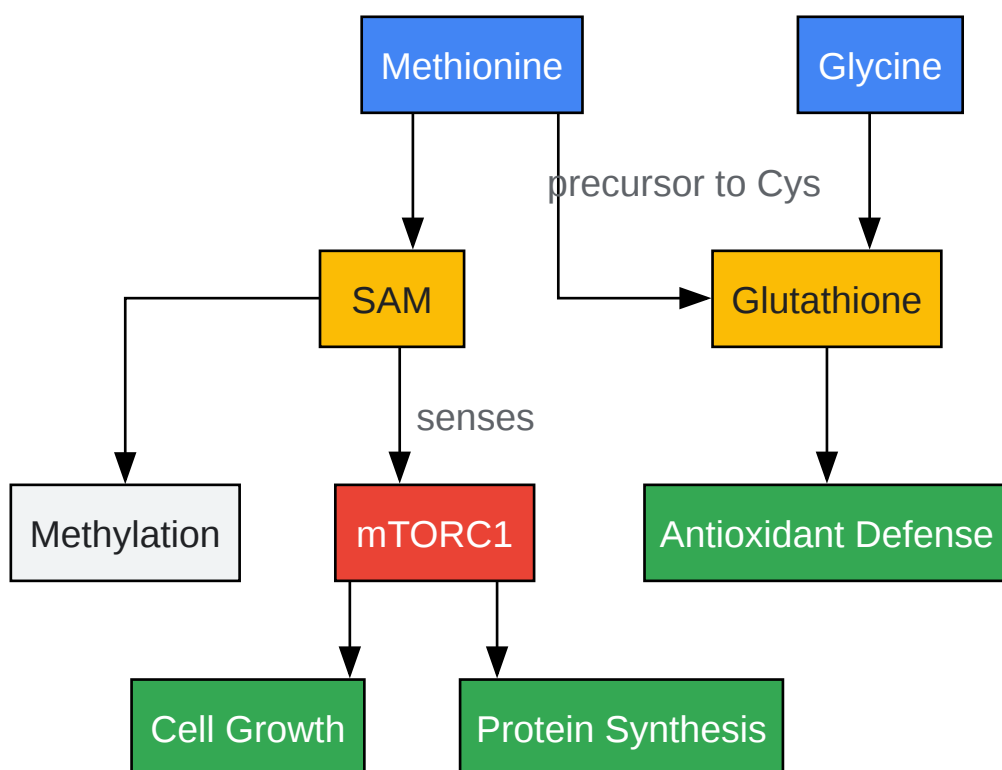 Methionine
Glycine
precursor to Cys
SAM
Glutathione
senses
Methylation
mTORC1
Antioxidant Defense
Cell Growth
Protein Synthesis